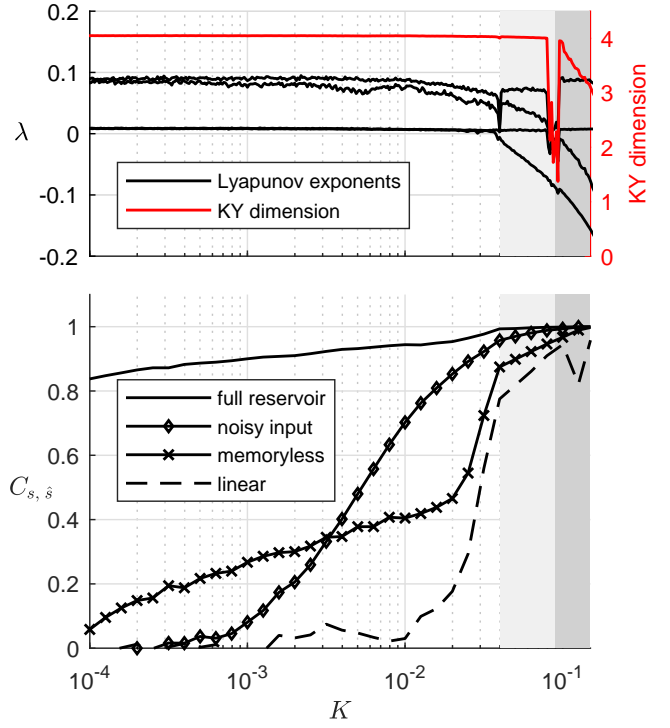 0.2
0.1
0
-0.1
-0.2
λ
4
3
2
1
0
KY dimension
Lyapunov exponents
KY dimension
1
0.8
0.6
0.4
0.2
0
C_{s, ŝ}
full reservoir
noisy input
memoryless
linear
10^{-4}
10^{-3}
10^{-2}
10^{-1}
K